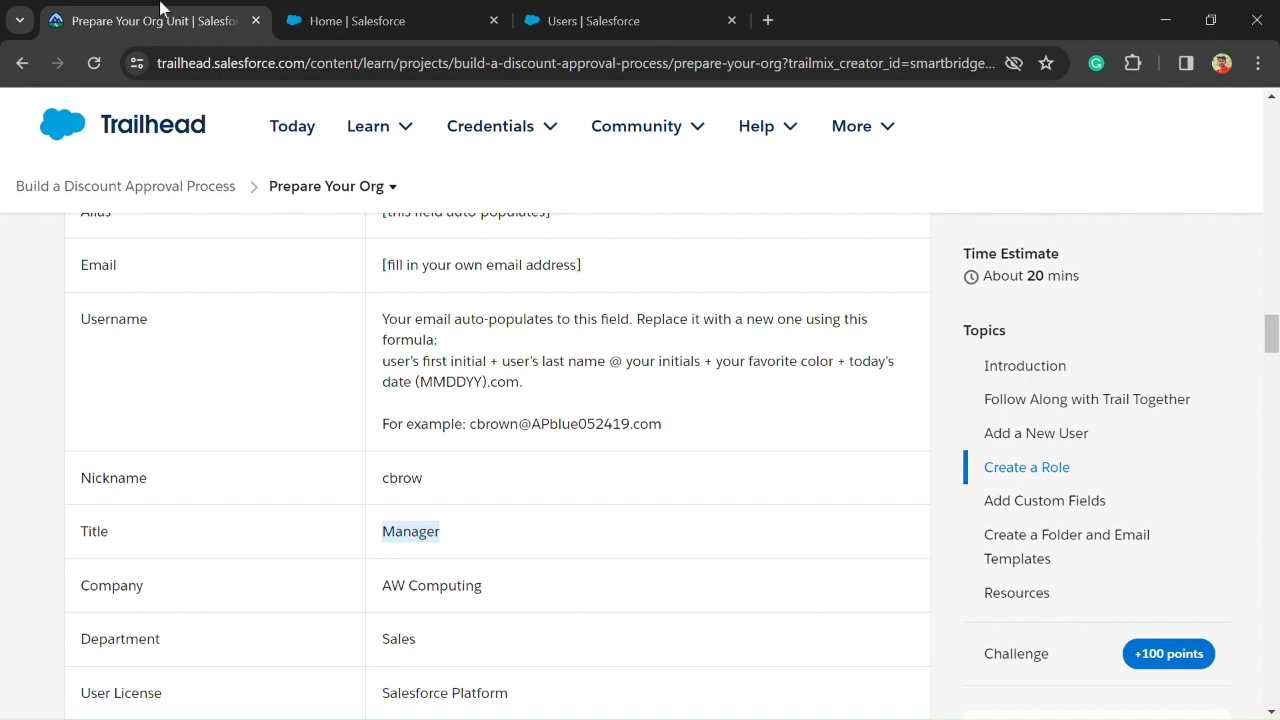 Prepare Your Org Unit | Salesfor
Home | Salesforce
Users | Salesforce
trailhead.salesforce.com/content/learn/projects/build-a-discount-approval-process/prepare-your-org?trailmix_creator_id=smartbridge...
Trailhead
Today
Learn
Credentials
Community
Help
More
Build a Discount Approval Process
Prepare Your Org
Alias
[this field auto-populates]
Email
[fill in your own email address]
Username
Your email auto-populates to this field. Replace it with a new one using this
formula:
user's first initial + user's last name @ your initials + your favorite color + today's
date (MMDDYY).com.
For example: cbrown@APblue052419.com
Nickname
cbrow
Title
Manager
Company
AW Computing
Department
Sales
User License
Salesforce Platform
Time Estimate
About 20 mins
Topics
Introduction
Follow Along with Trail Together
Add a New User
Create a Role
Add Custom Fields
Create a Folder and Email
Templates
Resources
Challenge
+100 points